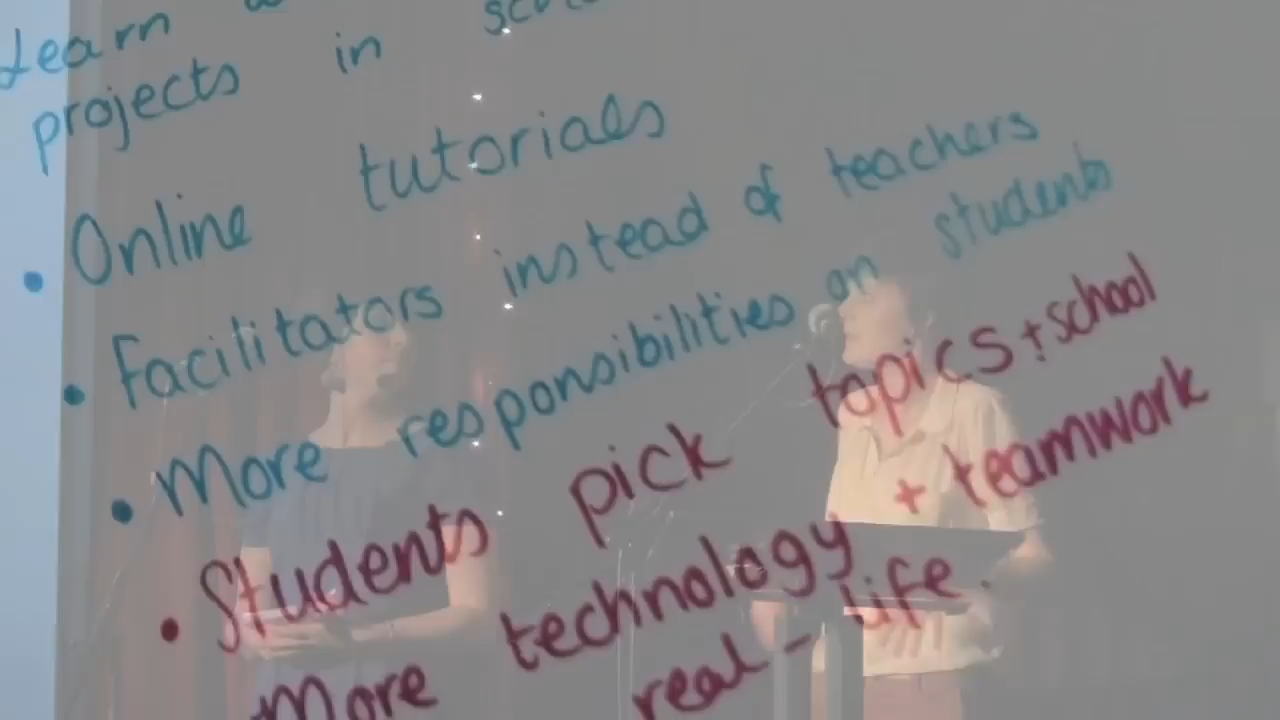 Learn
projects in
• Online tutorials
• Facilitators instead of teachers
• More responsibilities on students
• Students pick topics + school
More technology + teamwork
real - life.